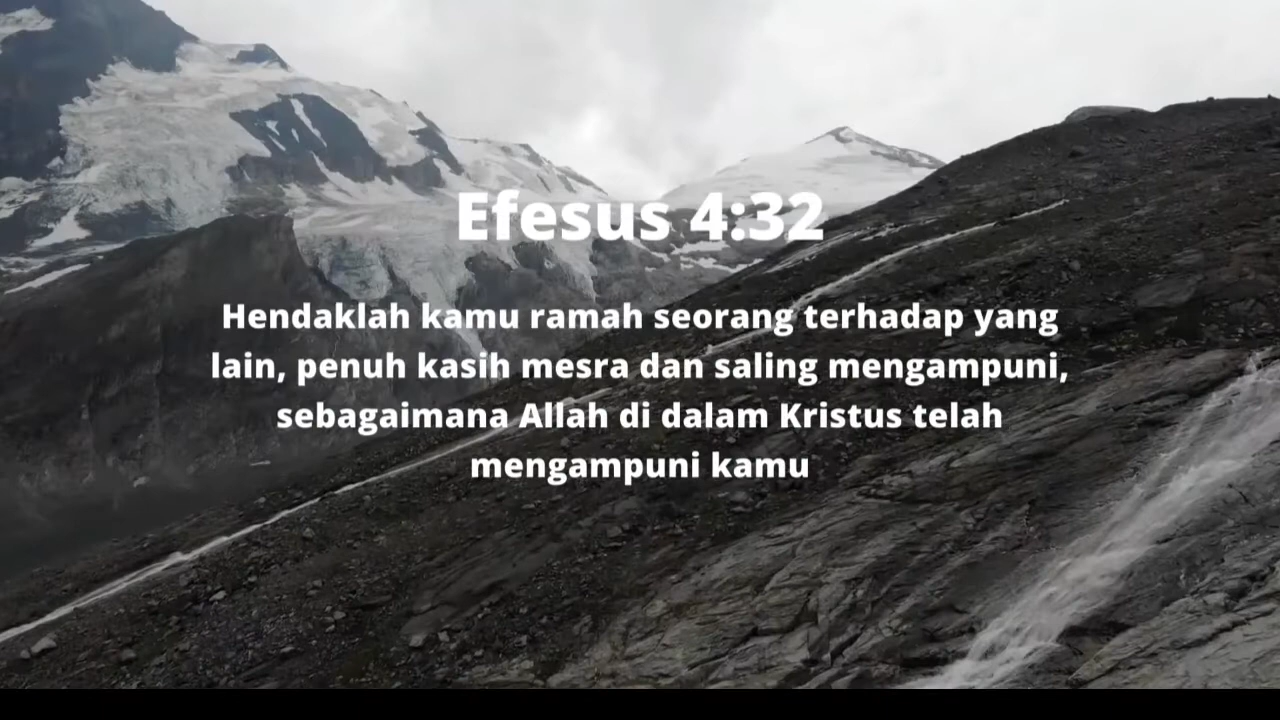 Efesus 4:32
Hendaklah kamu ramah seorang terhadap yang
lain, penuh kasih mesra dan saling mengampuni,
sebagaimana Allah di dalam Kristus telah
mengampuni kamu